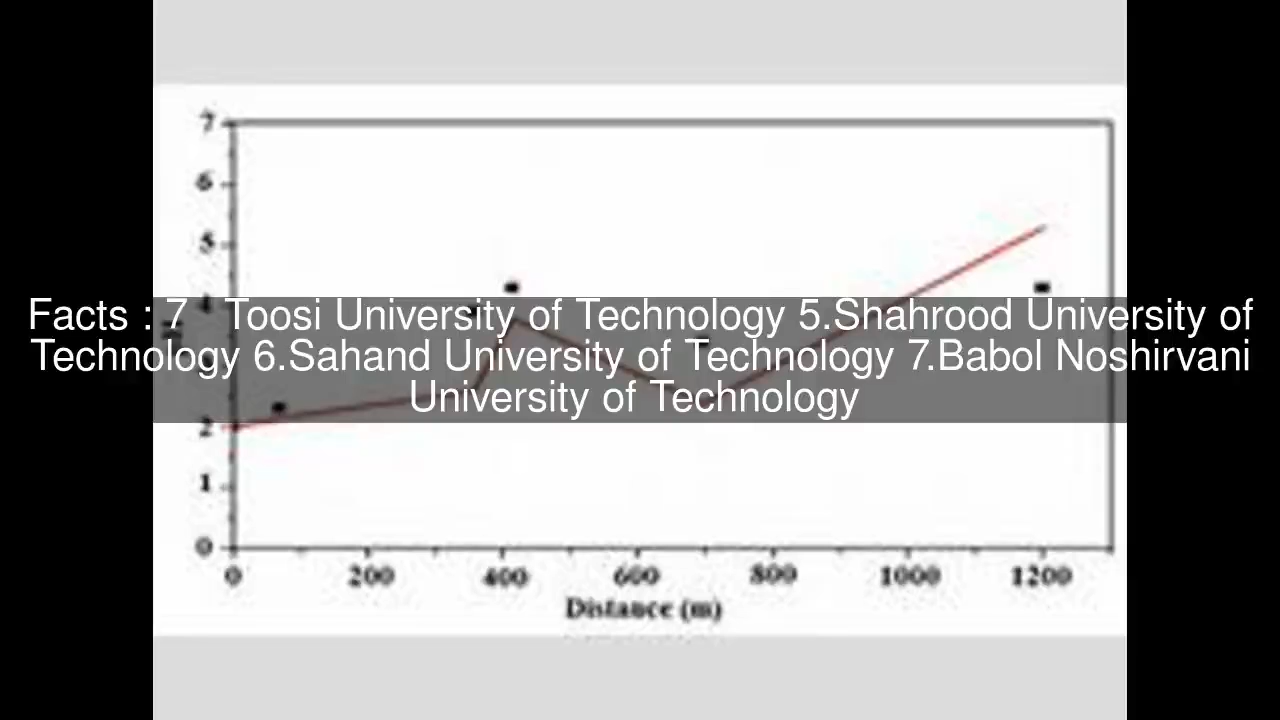 7
6
5
4
Facts : 7 Toosi University of Technology 5.Shahrood University of
Technology 6.Sahand University of Technology 7.Babol Noshirvani
University of Technology
2
1
0
0 200 400 600 800 1000 1200
Distance (m)